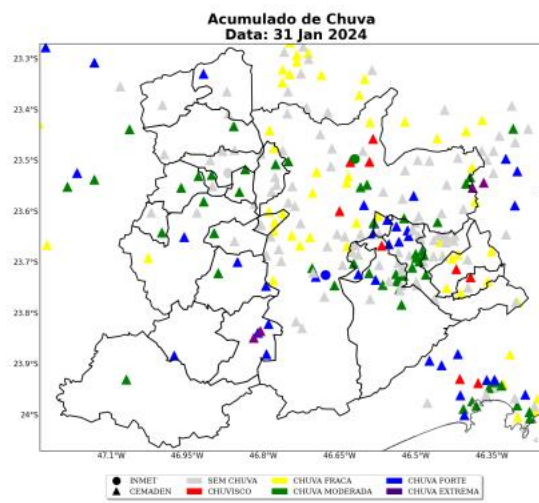 Acumulado de Chuva
Data: 31 Jan 2024
23.3°S
23.4°S
23.5°S
23.6°S
23.7°S
23.8°S
23.9°S
24°S
47.1°W 46.95°W 46.8°W 46.65°W 46.5°W 46.35°W
INMET SEM CHUVA CHUVA FRACA CHUVA FORTE
CEMADEN CHUVISCO CHUVA MODERADA CHUVA EXTREMA